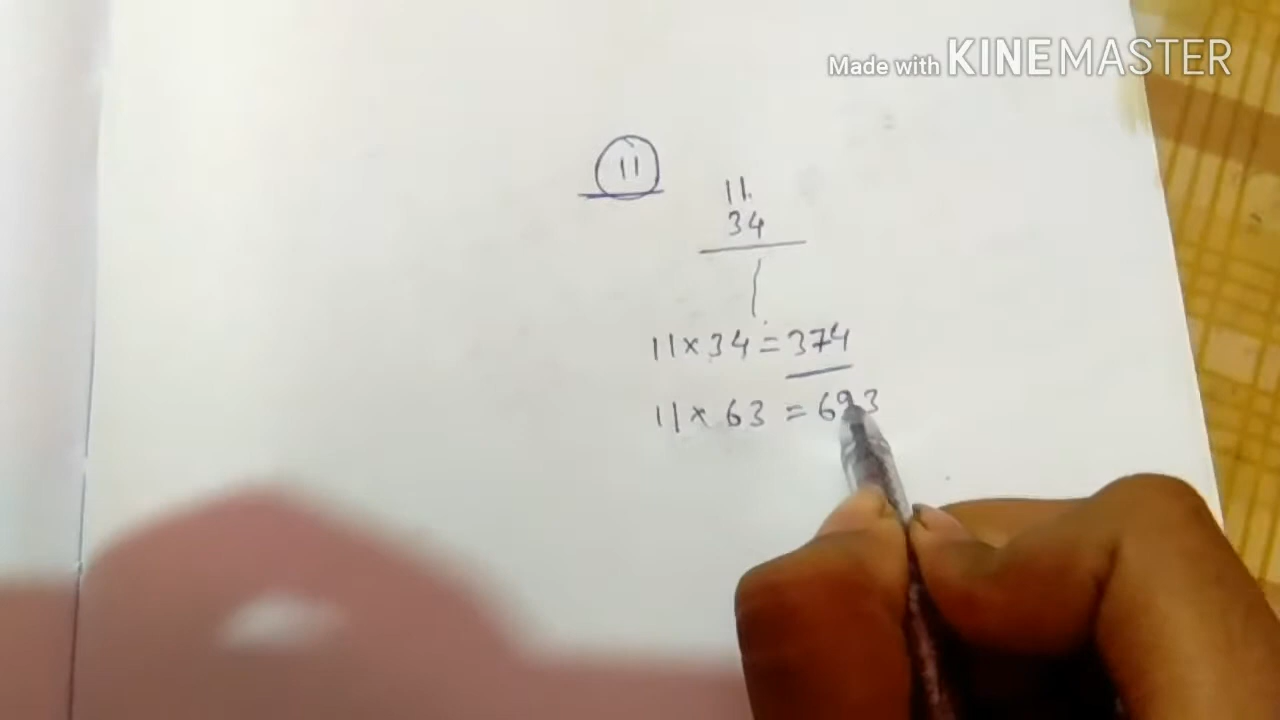 Made with KINEMASTER
11
11
34
11 × 34 = 374
11 × 63 = 693